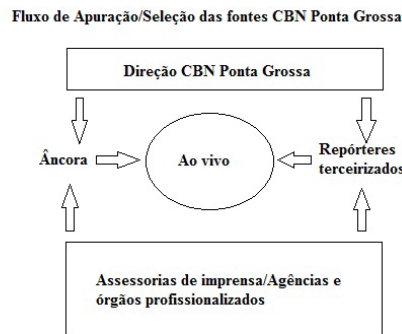 Fluxo de Apuração/Seleção das fontes CBN Ponta Grossa
Direção CBN Ponta Grossa
Âncora
Ao vivo
Repórteres
terceirizados
Assessorias de imprensa/Agências e
órgãos profissionalizados